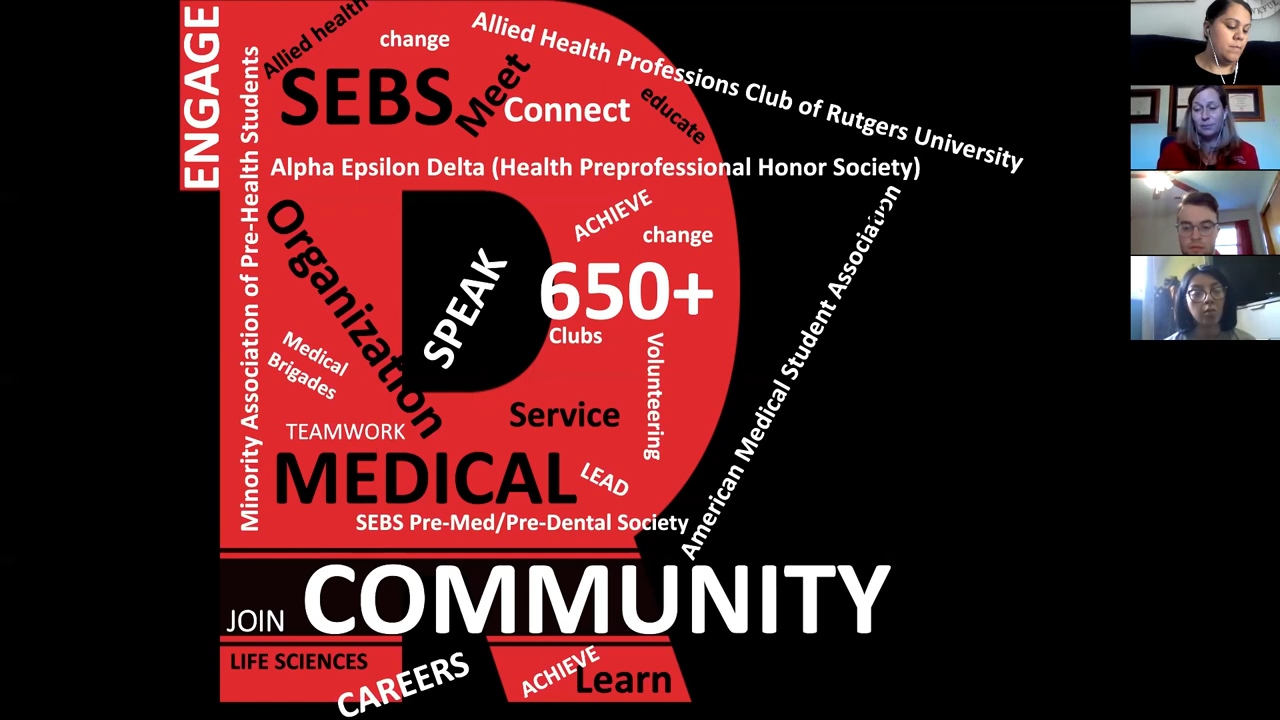 ENGAGE
Allied health
change
Allied Health Professions Club of Rutgers University
SEBS
Meet
Connect
educate
Minority Association of Pre-Health Students
Alpha Epsilon Delta (Health Preprofessional Honor Society)
Organization
SPEAK
ACHIEVE
change
650+
Clubs
American Medical Student Association
Medical
Brigades
Volunteering
TEAMWORK
Service
MEDICAL
LEAD
SEBS Pre-Med/Pre-Dental Society
JOIN
COMMUNITY
LIFE SCIENCES
CAREERS
ACHIEVE
Learn